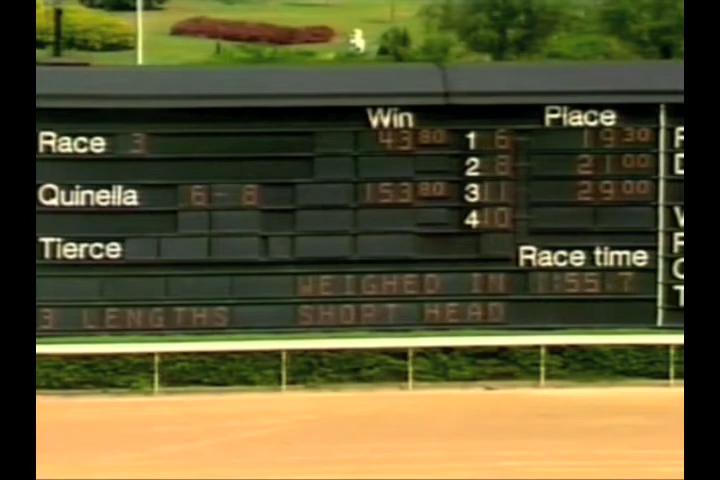 Win Place
Race 3 43 80 1 6 19 30
2 8 21 00
Quinella 6-8 153 80 3 11 29 00
4 10
Tierce
Race time
WEIGHED IN 1:55.7
3 LENGTHS SHORT HEAD